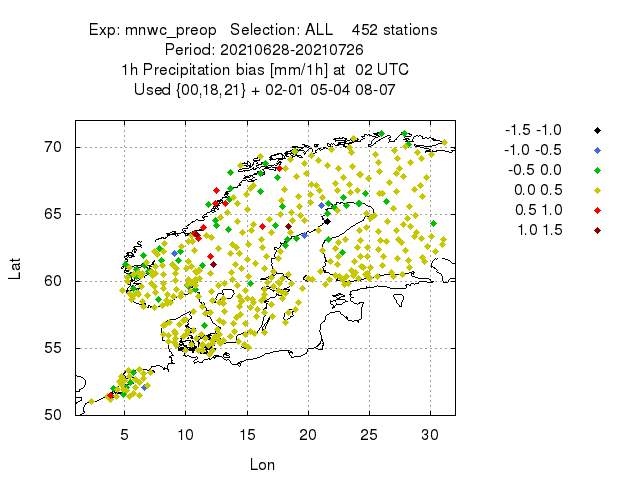 Exp: mnwc_preop   Selection: ALL    452 stations
Period: 20210628-20210726
1h Precipitation bias [mm/1h] at  02 UTC
Used {00,18,21} + 02-01 05-04 08-07
-1.5 -1.0
-1.0 -0.5
-0.5 0.0
0.0 0.5
0.5 1.0
1.0 1.5
70
65
60
55
50
Lat
5 10 15 20 25 30
Lon